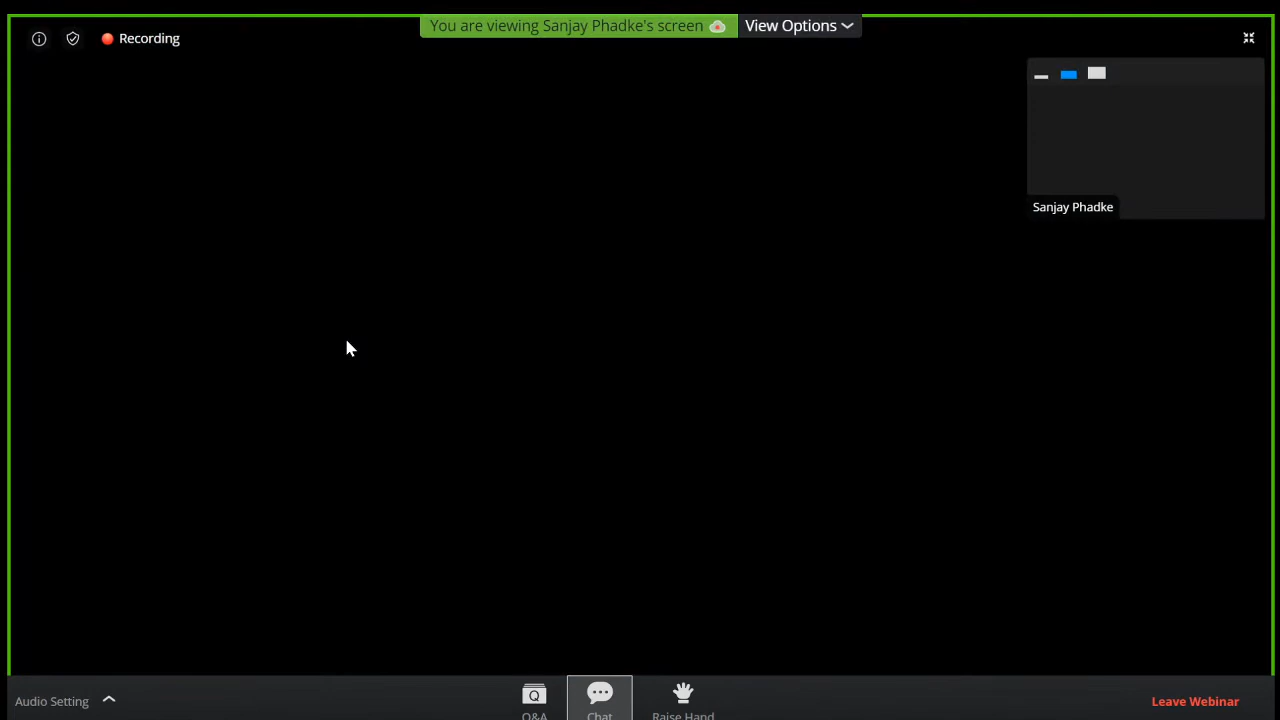 You are viewing Sanjay Phadke's screen
View Options
Recording
Sanjay Phadke
Audio Setting
Q&A
Chat
Raise Hand
Leave Webinar